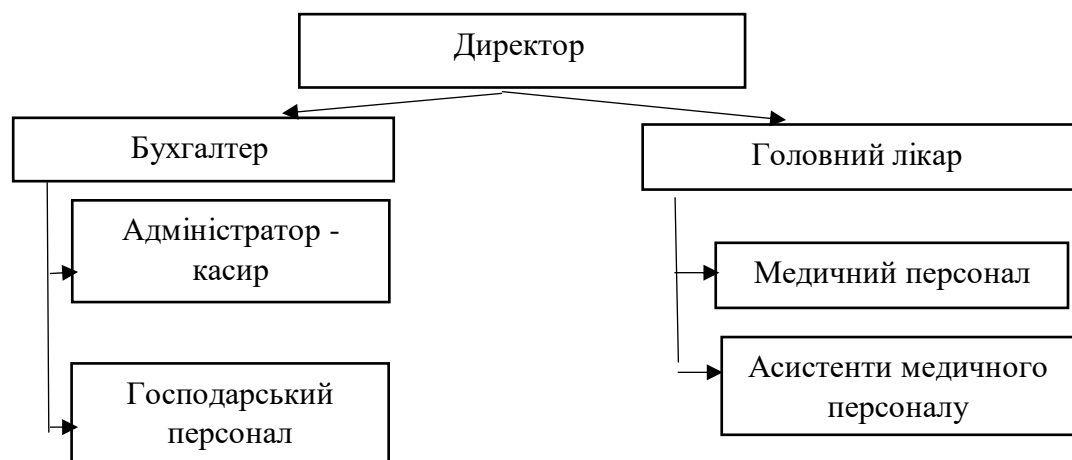 Директор
Бухгалтер
Головний лікар
Адміністратор -
касир
Медичний персонал
Господарський
персонал
Асистенти медичного
персоналу